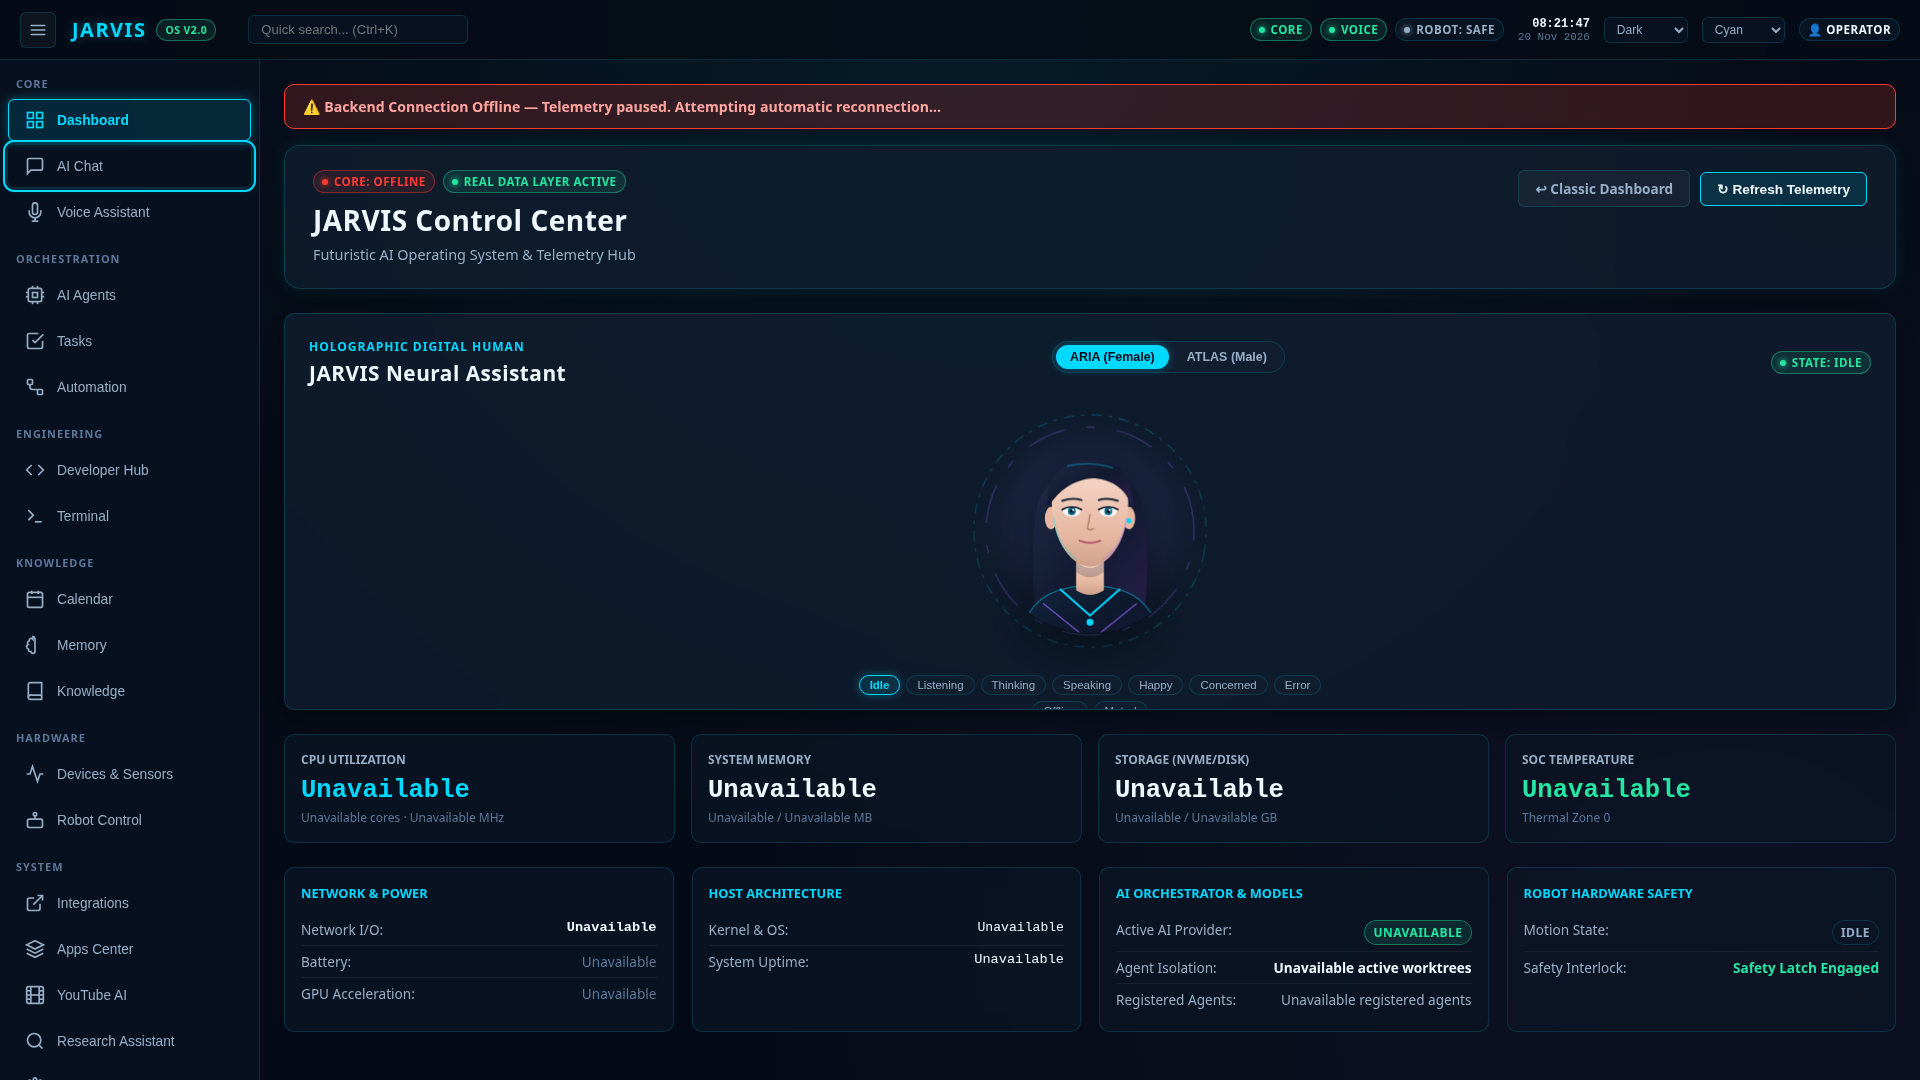 JARVIS
OS V2.0
Quick search... (Ctrl+K)
CORE
VOICE
ROBOT: SAFE
08:21:47
20 Nov 2026
Dark
Cyan
👤 OPERATOR
CORE
Dashboard
AI Chat
Voice Assistant
ORCHESTRATION
AI Agents
Tasks
Automation
ENGINEERING
Developer Hub
Terminal
KNOWLEDGE
Calendar
Memory
Knowledge
HARDWARE
Devices & Sensors
Robot Control
SYSTEM
Integrations
Apps Center
YouTube AI
Research Assistant
⚠️ Backend Connection Offline — Telemetry paused. Attempting automatic reconnection...
CORE: OFFLINE
REAL DATA LAYER ACTIVE
JARVIS Control Center
Futuristic AI Operating System & Telemetry Hub
↩ Classic Dashboard
↻ Refresh Telemetry
HOLOGRAPHIC DIGITAL HUMAN
JARVIS Neural Assistant
ARIA (Female)
ATLAS (Male)
STATE: IDLE
Idle
Listening
Thinking
Speaking
Happy
Concerned
Error
CPU UTILIZATION
Unavailable
Unavailable cores · Unavailable MHz
SYSTEM MEMORY
Unavailable
Unavailable / Unavailable MB
STORAGE (NVME/DISK)
Unavailable
Unavailable / Unavailable GB
SOC TEMPERATURE
Unavailable
Thermal Zone 0
NETWORK & POWER
Network I/O: Unavailable
Battery: Unavailable
GPU Acceleration: Unavailable
HOST ARCHITECTURE
Kernel & OS: Unavailable
System Uptime: Unavailable
AI ORCHESTRATOR & MODELS
Active AI Provider: UNAVAILABLE
Agent Isolation: Unavailable active worktrees
Registered Agents: Unavailable registered agents
ROBOT HARDWARE SAFETY
Motion State: IDLE
Safety Interlock: Safety Latch Engaged